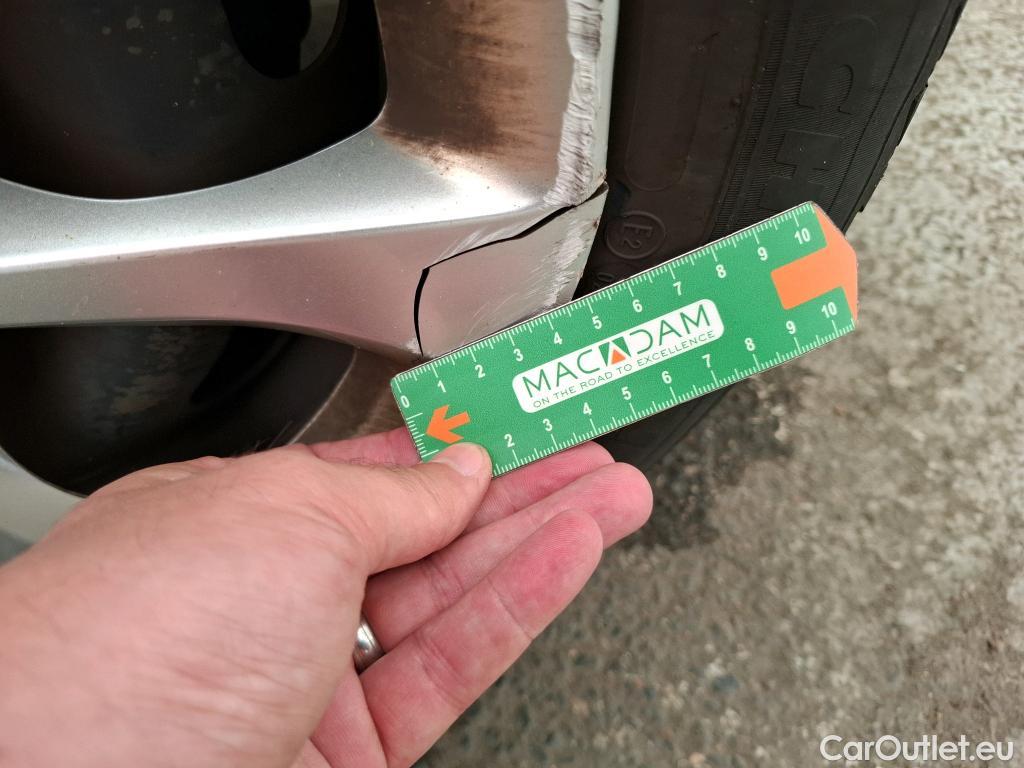 E2
0 1 2 3 4 5 6 7 8 9 10
MACADAM
ON THE ROAD TO EXCELLENCE
2 3 4 5 6 7 8 9 10
CarOutlet.eu